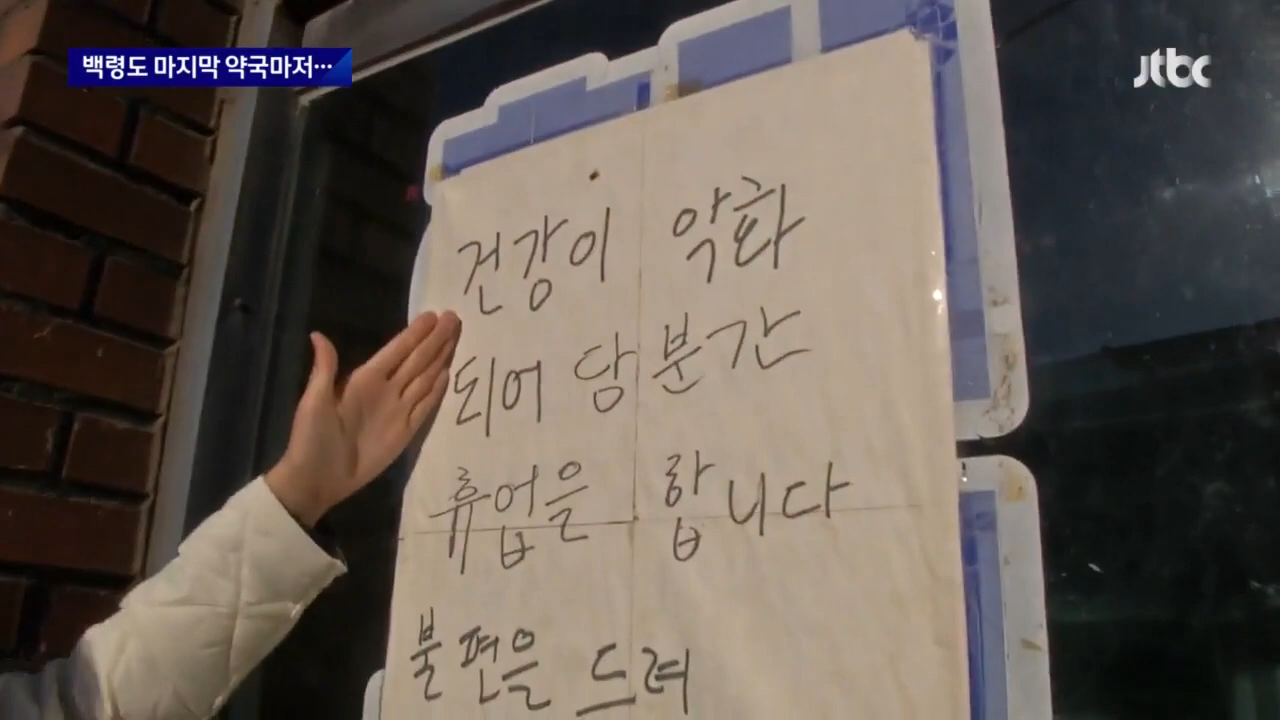 백령도 마지막 약국마저…
jtbc
건강이 악화
되어 담분간
휴업을 합니다
불편을 드려